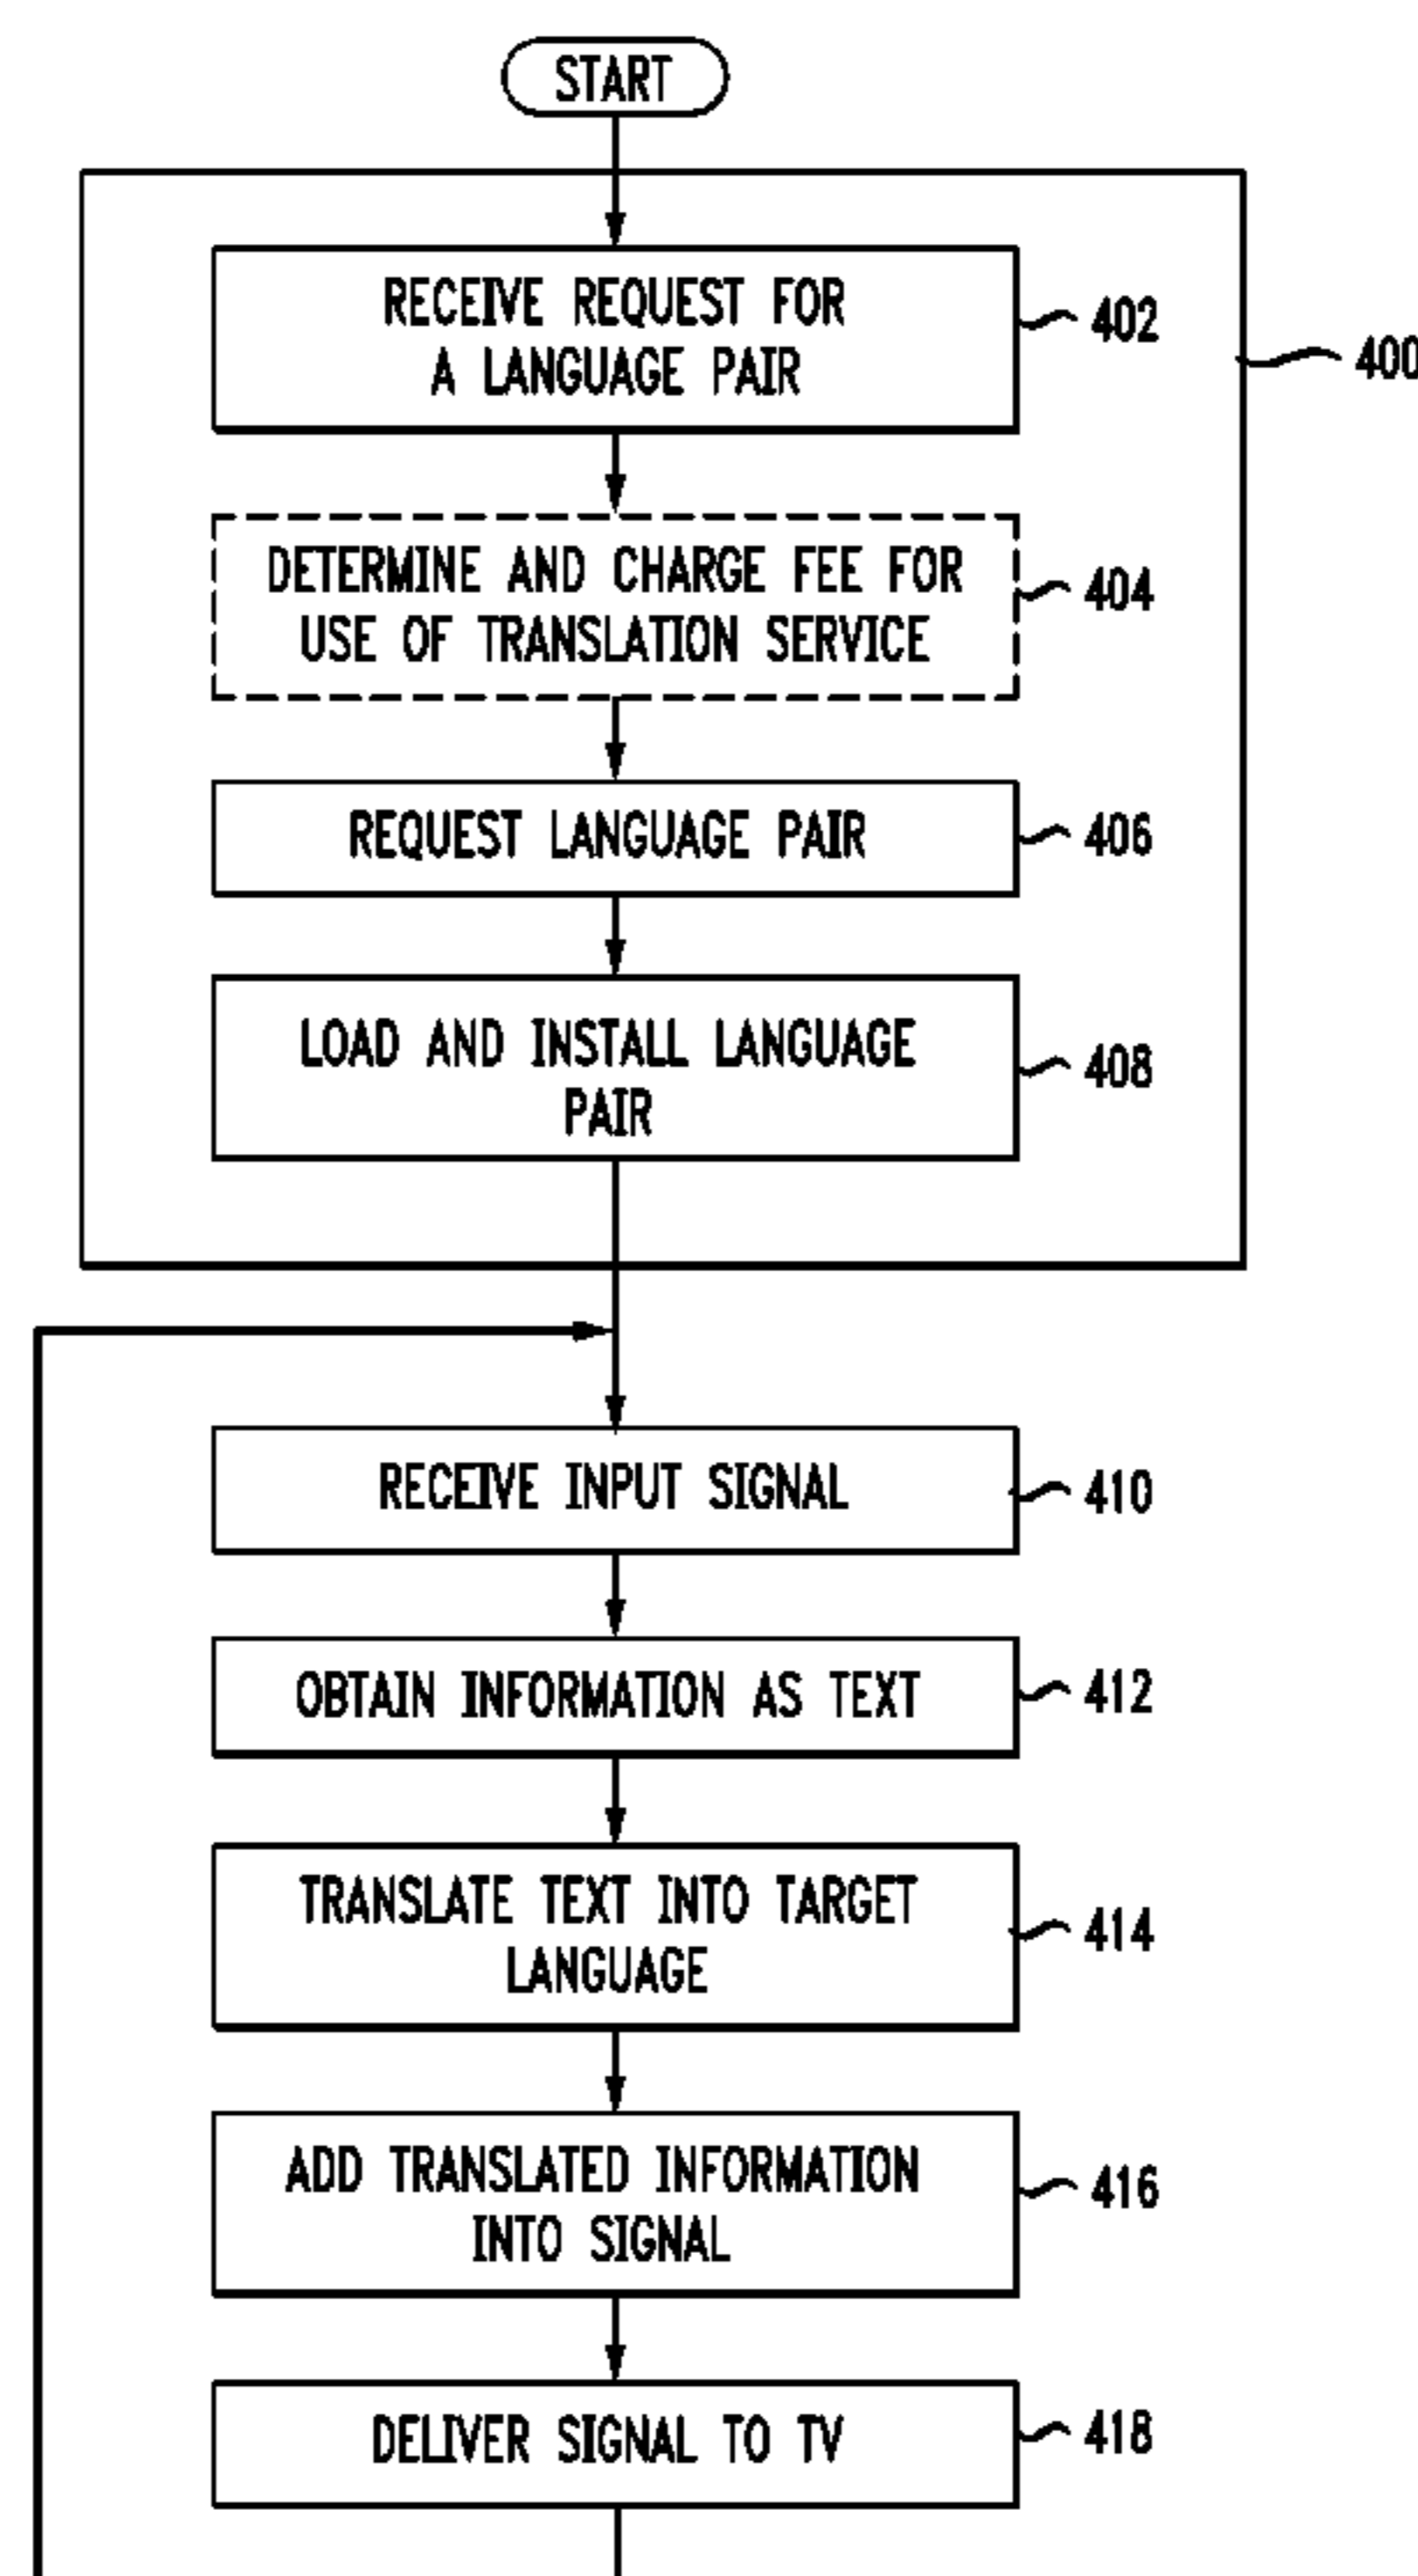 START
RECEIVE REQUEST FOR
A LANGUAGE PAIR
402
400
DETERMINE AND CHARGE FEE FOR
USE OF TRANSLATION SERVICE
404
REQUEST LANGUAGE PAIR
406
LOAD AND INSTALL LANGUAGE
PAIR
408
RECEIVE INPUT SIGNAL
410
OBTAIN INFORMATION AS TEXT
412
TRANSLATE TEXT INTO TARGET
LANGUAGE
414
ADD TRANSLATED INFORMATION
INTO SIGNAL
416
DELIVER SIGNAL TO TV
418